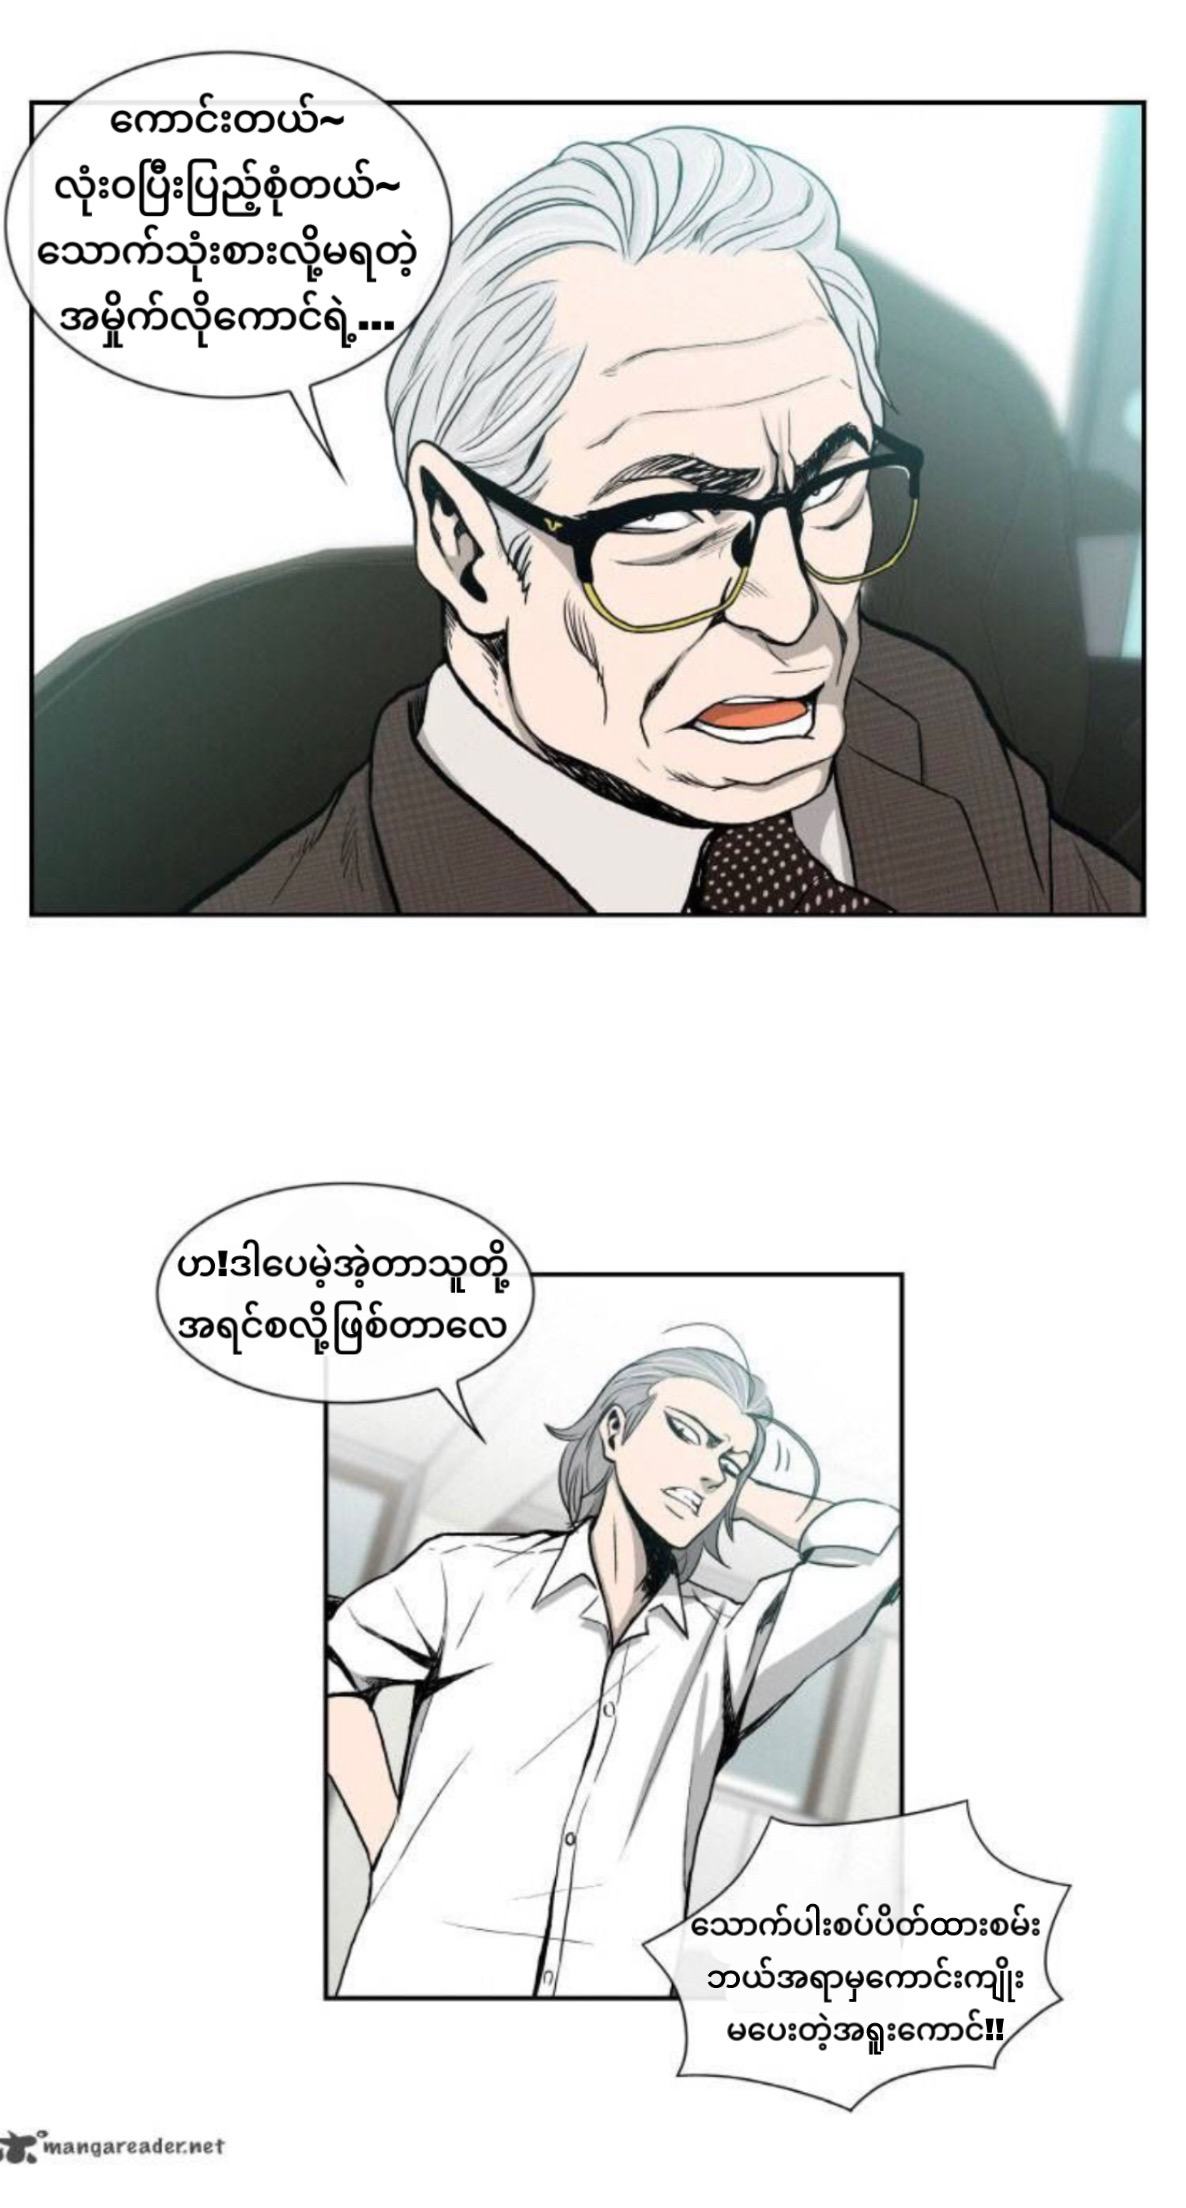 ကောင်းတယ်~
လုံးဝပြီးပြည့်စုံတယ်~
သောက်သုံးစားလို့မရတဲ့
အမှိုက်လိုကောင်ရဲ့...
ဟာ!ဒါပေမဲ့အဲ့တာသူတို့
အရင်စလို့ဖြစ်တာလေ
သောက်ပါးစပ်ပိတ်ထားစမ်း
ဘယ်အရာမှကောင်းကျိုး
မပေးတဲ့အရူးကောင်!!
mangareader.net